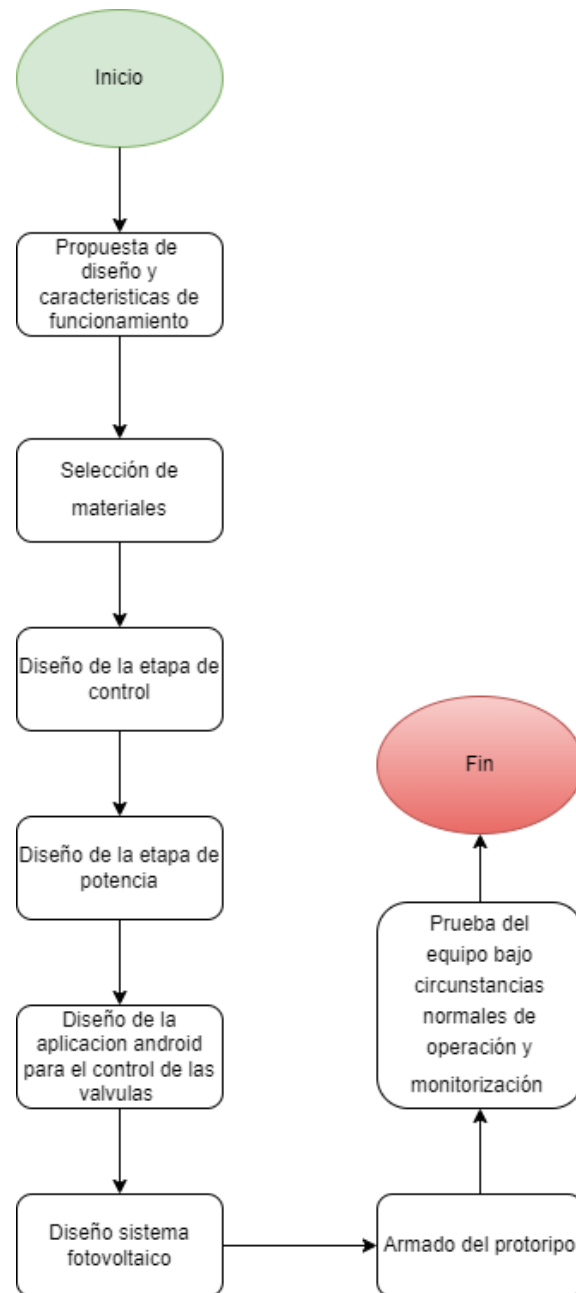 Inicio
Propuesta de
diseño y
caracteristicas de
funcionamiento
Selección de
materiales
Diseño de la etapa de
control
Diseño de la etapa de
potencia
Diseño de la
aplicacion android
para el control de las
valvulas
Diseño sistema
fotovoltaico
Armado del protoripo
Prueba del
equipo bajo
circunstancias
normales de
operación y
monitorización
Fin